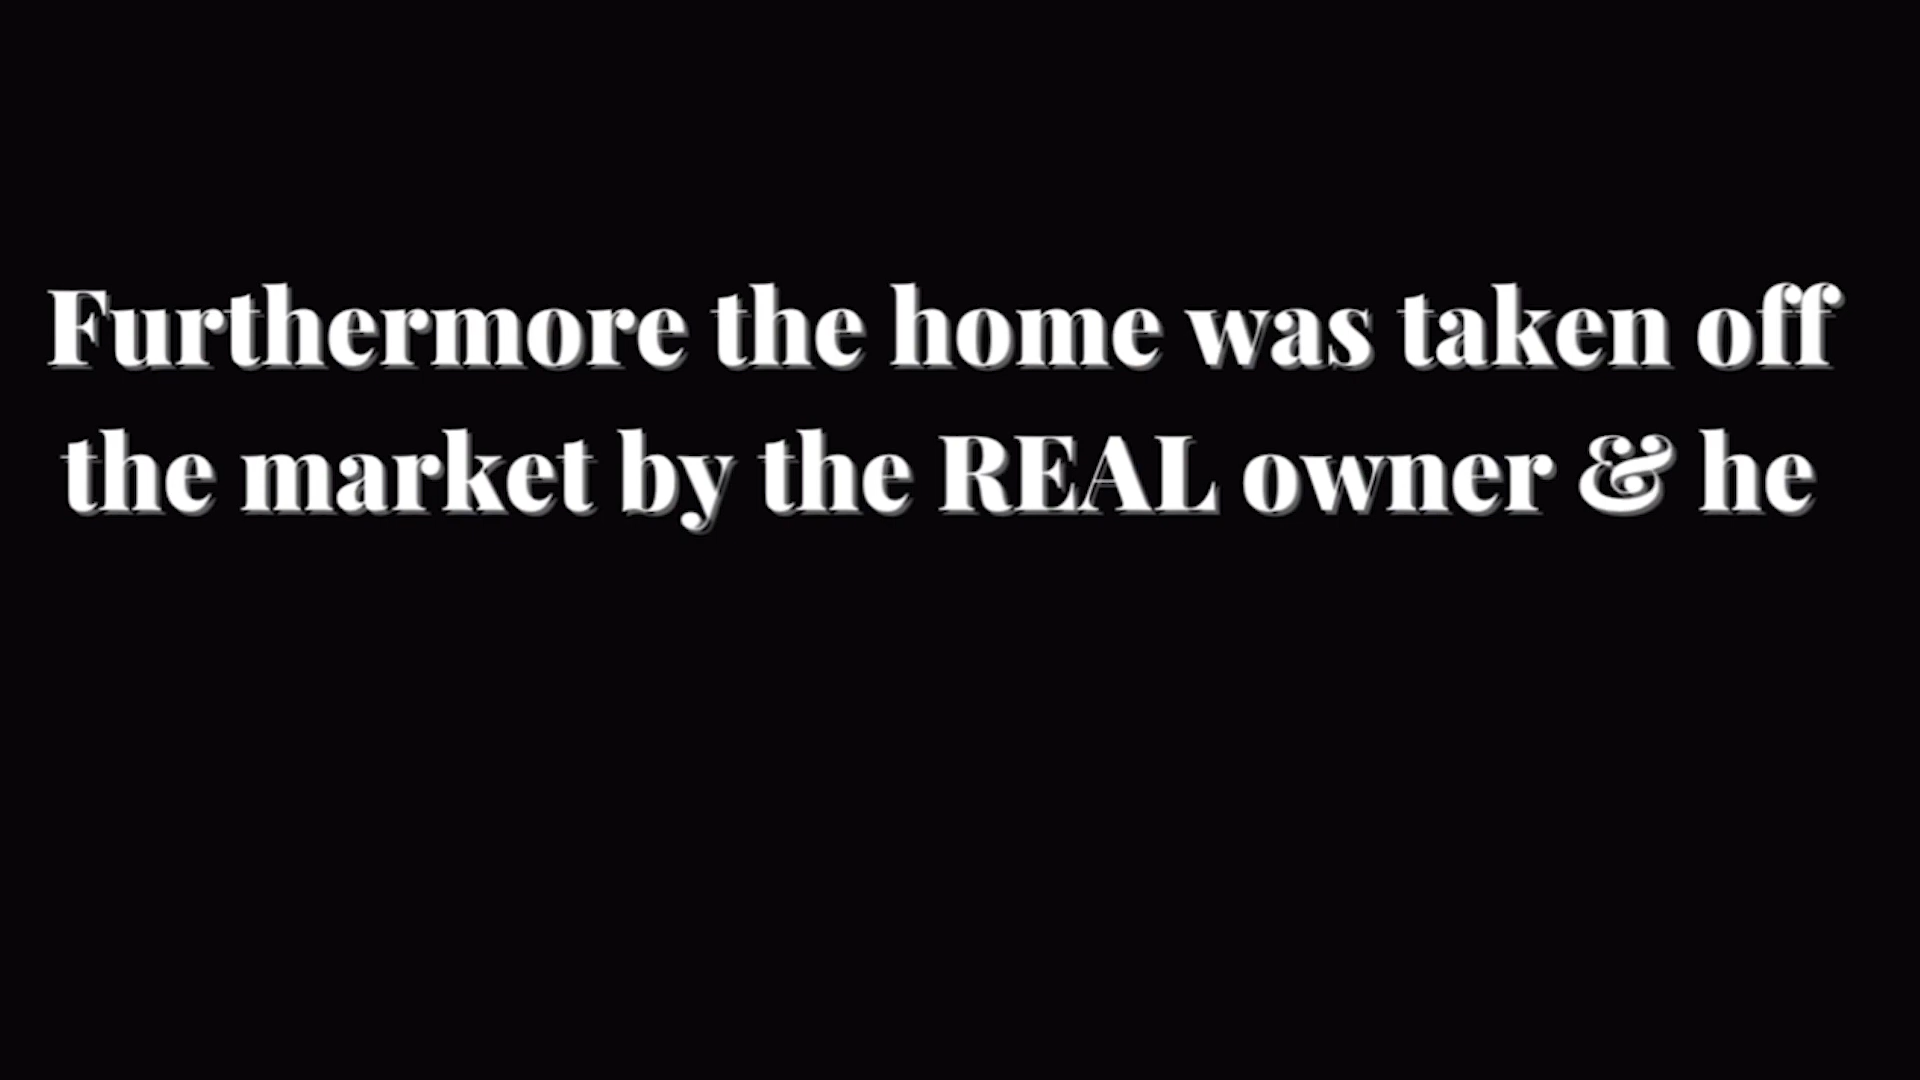 Furthermore the home was taken off
the market by the REAL owner & he